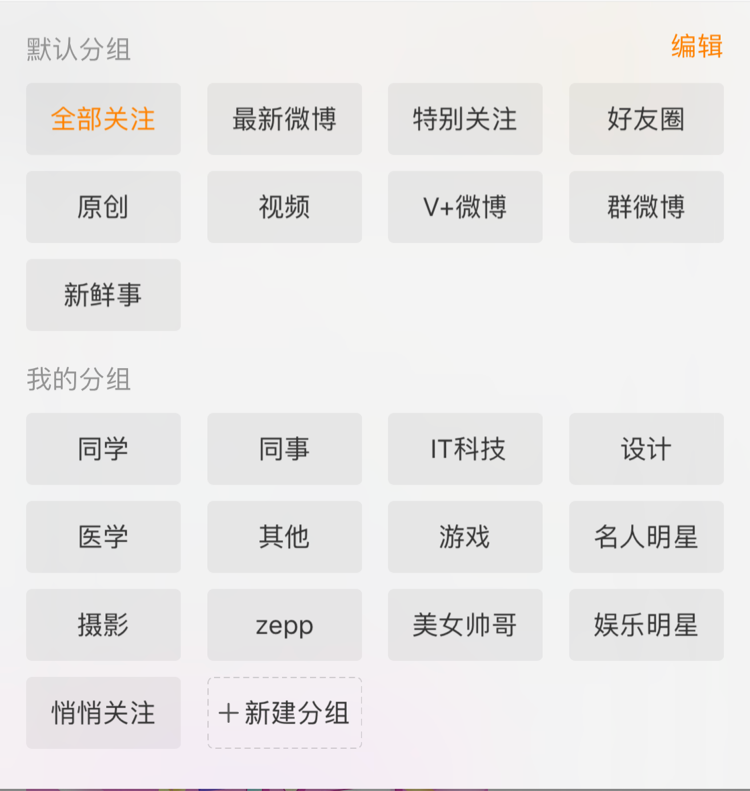 默认分组 编辑
全部关注 最新微博 特别关注 好友圈
原创 视频 V+微博 群微博
新鲜事
我的分组
同学 同事 IT科技 设计
医学 其他 游戏 名人明星
摄影 zepp 美女帅哥 娱乐明星
悄悄关注 +新建分组